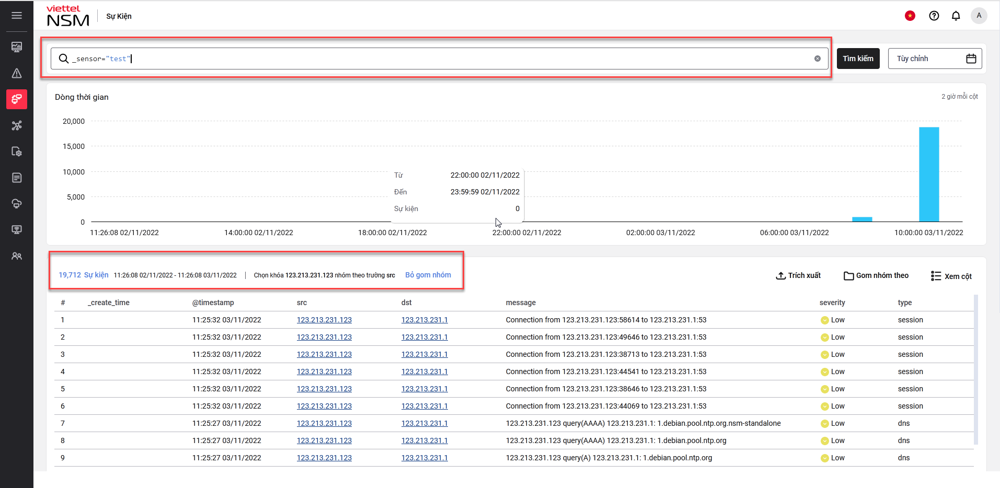 viettel
NSM
Sự Kiện
A
_sensor="test"
Tìm kiếm
Tùy chỉnh
Dòng thời gian
2 giờ mỗi cột
20,000
15,000
10,000
5,000
0
Từ 22:00:00 02/11/2022
Đến 23:59:59 02/11/2022
Sự kiện 0
11:26:08 02/11/2022 14:00:00 02/11/2022 18:00:00 02/11/2022 22:00:00 02/11/2022 02:00:00 03/11/2022 06:00:00 03/11/2022 10:00:00 03/11/2022
19,712 Sự kiện 11:26:08 02/11/2022 - 11:26:08 03/11/2022 | Chọn khóa 123.213.231.123 nhóm theo trường src Bỏ gom nhóm
Trích xuất Gom nhóm theo Xem cột
# _create_time @timestamp src dst message severity type
1 11:25:32 03/11/2022 123.213.231.123 123.213.231.1 Connection from 123.213.231.123:58614 to 123.213.231.1:53 Low session
2 11:25:32 03/11/2022 123.213.231.123 123.213.231.1 Connection from 123.213.231.123:49646 to 123.213.231.1:53 Low session
3 11:25:32 03/11/2022 123.213.231.123 123.213.231.1 Connection from 123.213.231.123:38713 to 123.213.231.1:53 Low session
4 11:25:32 03/11/2022 123.213.231.123 123.213.231.1 Connection from 123.213.231.123:44541 to 123.213.231.1:53 Low session
5 11:25:32 03/11/2022 123.213.231.123 123.213.231.1 Connection from 123.213.231.123:38646 to 123.213.231.1:53 Low session
6 11:25:32 03/11/2022 123.213.231.123 123.213.231.1 Connection from 123.213.231.123:44069 to 123.213.231.1:53 Low session
7 11:25:27 03/11/2022 123.213.231.123 123.213.231.1 123.213.231.123 query(AAAA) 123.213.231.1: 1.debian.pool.ntp.org.nsm-standalone Low dns
8 11:25:27 03/11/2022 123.213.231.123 123.213.231.1 123.213.231.123 query(AAAA) 123.213.231.1: 1.debian.pool.ntp.org Low dns
9 11:25:27 03/11/2022 123.213.231.123 123.213.231.1 123.213.231.123 query(A) 123.213.231.1: 1.debian.pool.ntp.org Low dns